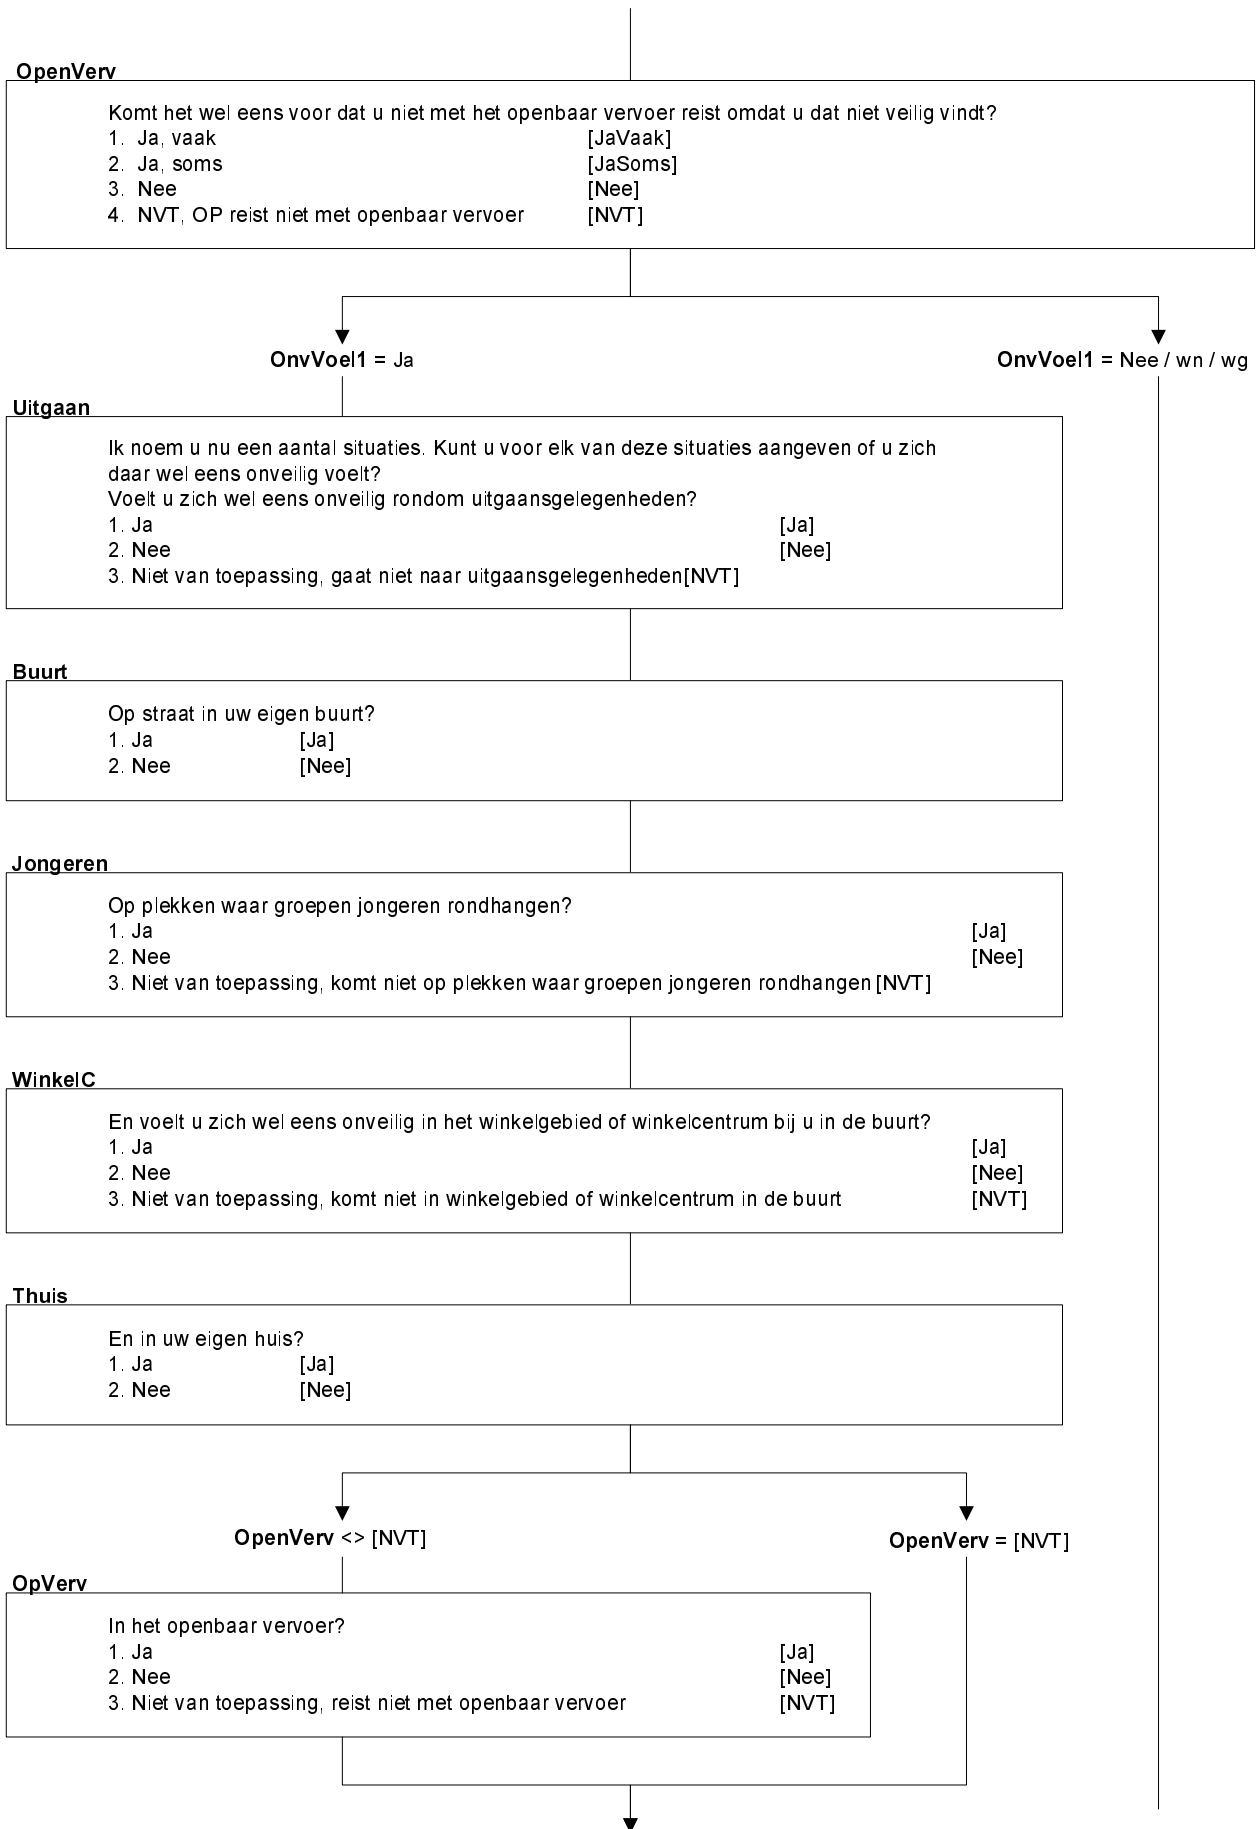 OpenVerv
Komt het wel eens voor dat u niet met het openbaar vervoer reist omdat u dat niet veilig vindt?
1. Ja, vaak [JaVaak]
2. Ja, soms [JaSoms]
3. Nee [Nee]
4. NVT, OP reist niet met openbaar vervoer [NVT]
OnvVoel1 = Ja
OnvVoel1 = Nee / wn / wg
Uitgaan
Ik noem u nu een aantal situaties. Kunt u voor elk van deze situaties aangeven of u zich
daar wel eens onveilig voelt?
Voelt u zich wel eens onveilig rondom uitgaansgelegenheden?
1. Ja [Ja]
2. Nee [Nee]
3. Niet van toepassing, gaat niet naar uitgaansgelegenheden[NVT]
Buurt
Op straat in uw eigen buurt?
1. Ja [Ja]
2. Nee [Nee]
Jongeren
Op plekken waar groepen jongeren rondhangen?
1. Ja [Ja]
2. Nee [Nee]
3. Niet van toepassing, komt niet op plekken waar groepen jongeren rondhangen [NVT]
WinkelC
En voelt u zich wel eens onveilig in het winkelgebied of winkelcentrum bij u in de buurt?
1. Ja [Ja]
2. Nee [Nee]
3. Niet van toepassing, komt niet in winkelgebied of winkelcentrum in de buurt [NVT]
Thuis
En in uw eigen huis?
1. Ja [Ja]
2. Nee [Nee]
OpenVerv <> [NVT]
OpenVerv = [NVT]
OpVerv
In het openbaar vervoer?
1. Ja [Ja]
2. Nee [Nee]
3. Niet van toepassing, reist niet met openbaar vervoer [NVT]